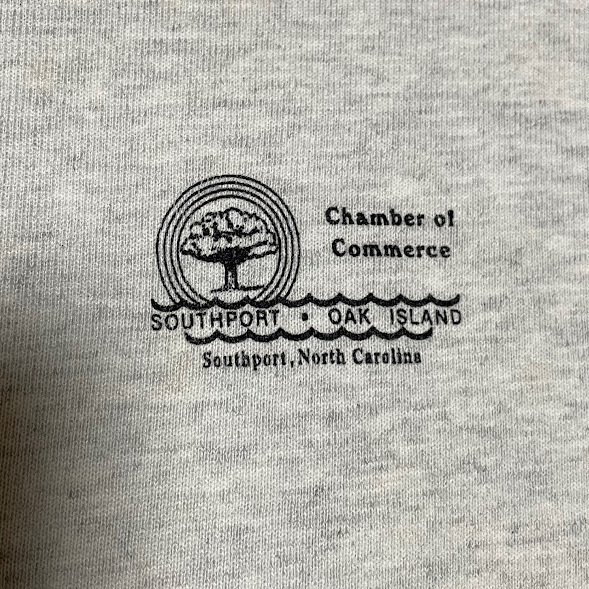 Chamber of
Commerce
SOUTHPORT • OAK ISLAND
Southport, North Carolina